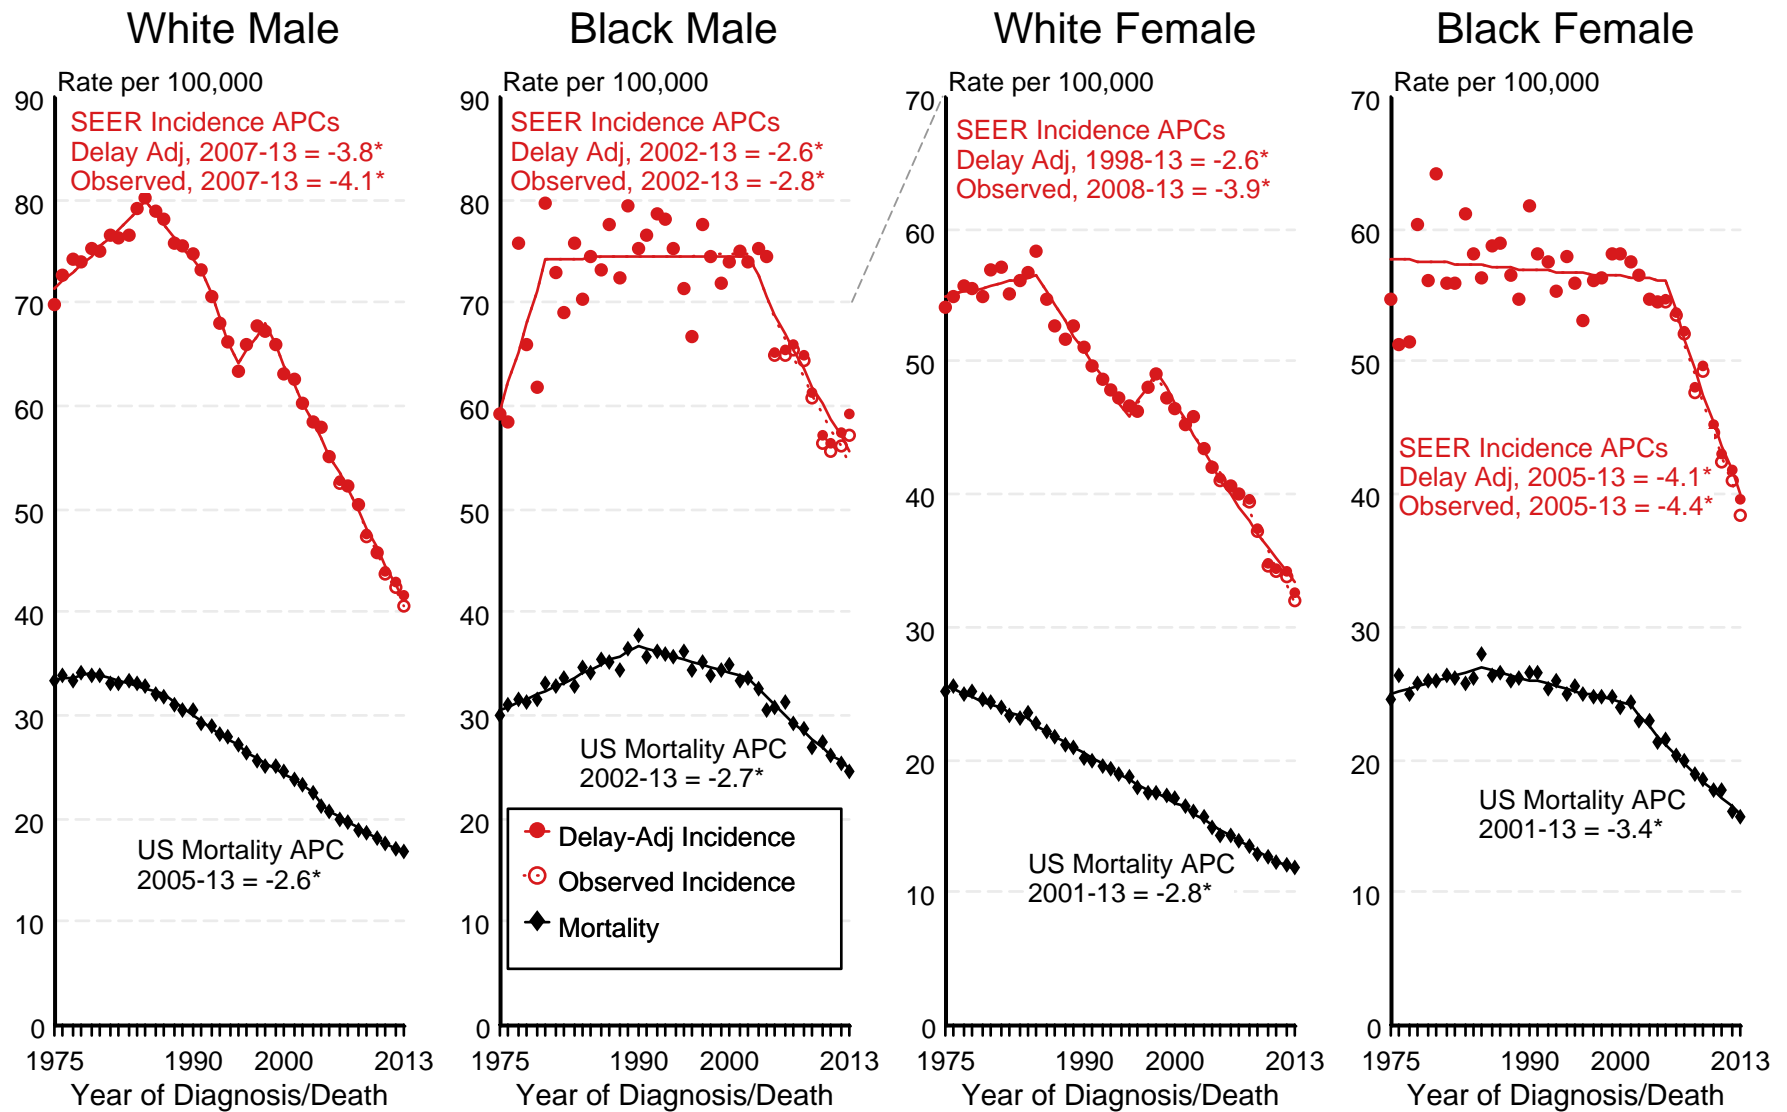 White Male
Rate per 100,000
90
SEER Incidence APCs
Delay Adj, 2007-13 = -3.8*
Observed, 2007-13 = -4.1*
80
70
60
50
40
30
US Mortality APC
2005-13 = -2.6*
20
10
0
1975 1990 2000 2013
Year of Diagnosis/Death
Black Male
Rate per 100,000
90
SEER Incidence APCs
Delay Adj, 2002-13 = -2.6*
Observed, 2002-13 = -2.8*
80
70
60
50
40
30
US Mortality APC
2002-13 = -2.7*
20
Delay-Adj Incidence
Observed Incidence
Mortality
10
0
1975 1990 2000 2013
Year of Diagnosis/Death
White Female
Rate per 100,000
70
SEER Incidence APCs
Delay Adj, 1998-13 = -2.6*
Observed, 2008-13 = -3.9*
60
50
40
30
20
US Mortality APC
2001-13 = -2.8*
10
0
1975 1990 2000 2013
Year of Diagnosis/Death
Black Female
Rate per 100,000
70
60
50
SEER Incidence APCs
Delay Adj, 2005-13 = -4.1*
Observed, 2005-13 = -4.4*
40
30
20
US Mortality APC
2001-13 = -3.4*
10
0
1975 1990 2000 2013
Year of Diagnosis/Death